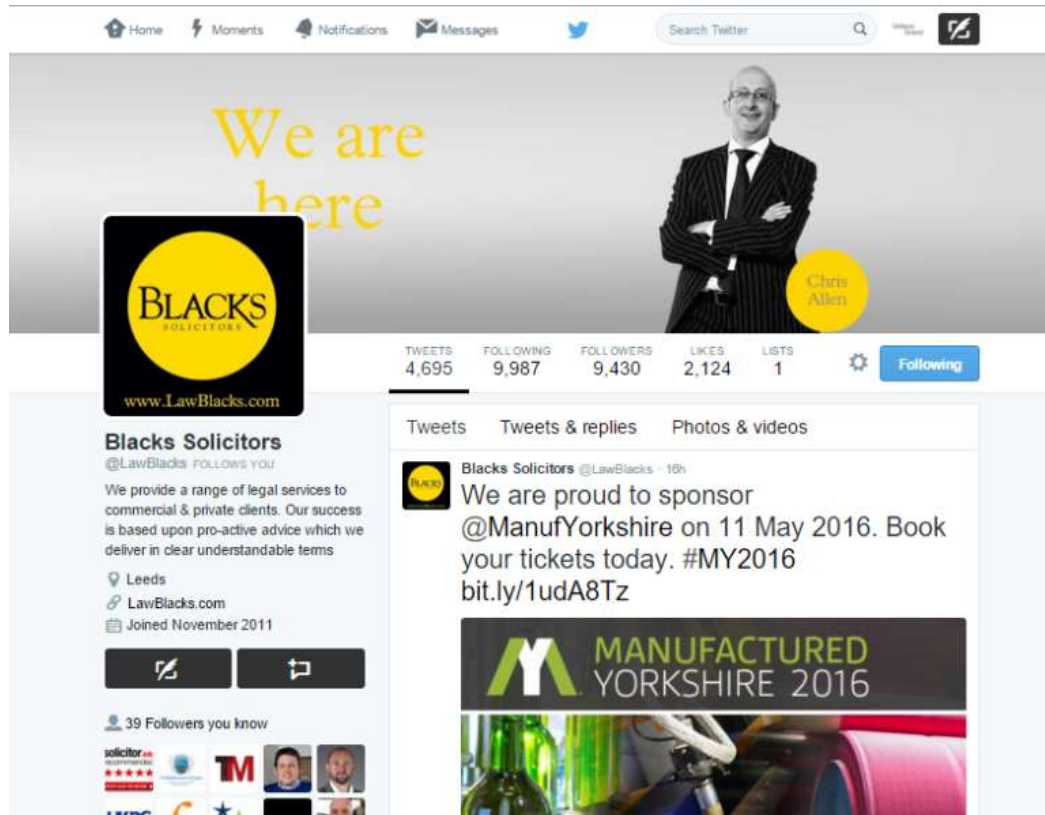 Home Moments Notifications Messages Search Twitter
We are
here
Chris
Allen
BLACKS
SOLICITORS
www.LawBlacks.com
TWEETS FOLLOWING FOLLOWERS LIKES LISTS
4,695 9,987 9,430 2,124 1 Following
Blacks Solicitors
@LawBlacks FOLLOWS YOU
We provide a range of legal services to
commercial & private clients. Our success
is based upon pro-active advice which we
deliver in clear understandable terms
Leeds
LawBlacks.com
Joined November 2011
39 Followers you know
solicitor
TM
Tweets Tweets & replies Photos & videos
Blacks Solicitors @LawBlacks · 16h
BLACKS
We are proud to sponsor
@ManufYorkshire on 11 May 2016. Book
your tickets today. #MY2016
bit.ly/1udA8Tz
MANUFACTURED
YORKSHIRE 2016